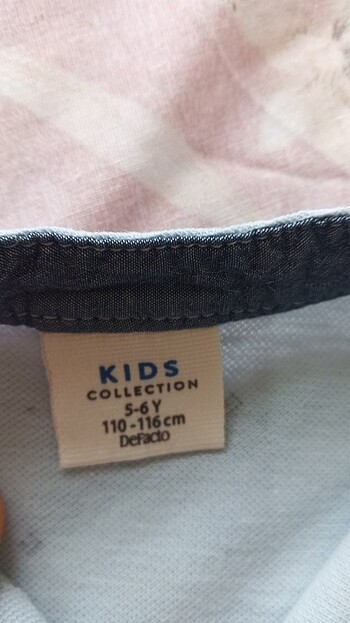 KIDS
COLLECTION
5-6 Y
110-116 cm
DeFacto